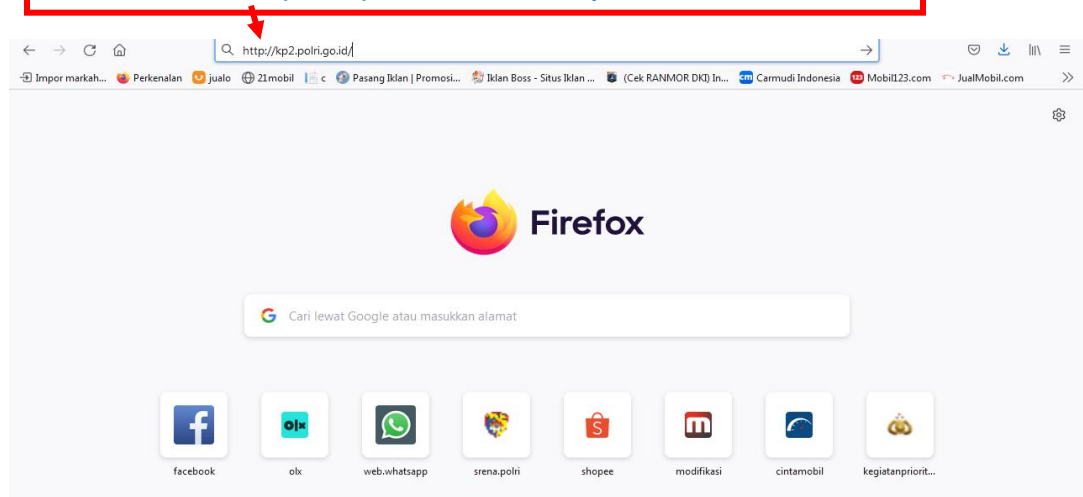 http://kp2.polri.go.id/
Impor markah... Perkenalan jualo 21mobil c Pasang Iklan | Promosi... Iklan Boss - Situs Iklan ... (Cek RANMOR DKI) In... Carmudi Indonesia Mobil123.com JualMobil.com
Firefox
Cari lewat Google atau masukkan alamat
facebook olx web.whatsapp srena.polri shopee modifikasi cintamobil kegiatanpriorit...